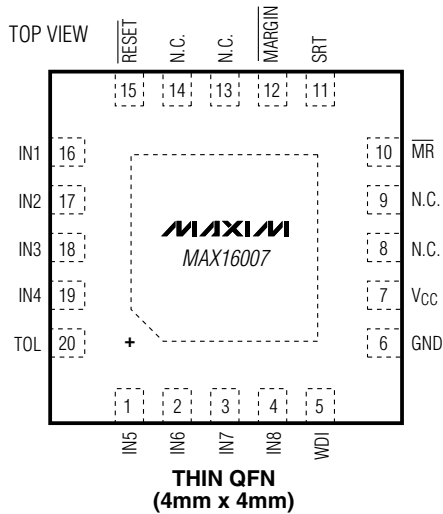 TOP VIEW
RESET
N.C.
N.C.
MARGIN
SRT
15
14
13
12
11
IN1
16
10
MR
IN2
17
9
N.C.
IN3
18
8
N.C.
IN4
19
7
VCC
TOL
20
6
GND
MAXIM
MAX16007
+
1
2
3
4
5
IN5
IN6
IN7
IN8
WDI
THIN QFN
(4mm x 4mm)